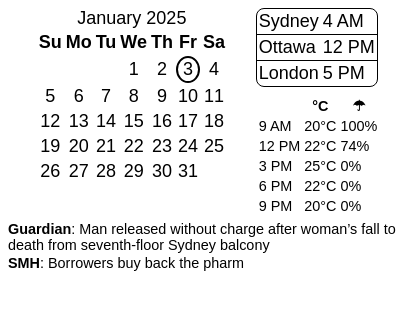 January 2025
Su Mo Tu We Th Fr Sa
1 2 3 4
5 6 7 8 9 10 11
12 13 14 15 16 17 18
19 20 21 22 23 24 25
26 27 28 29 30 31
Sydney 4 AM
Ottawa 12 PM
London 5 PM
°C ☂
9 AM 20°C 100%
12 PM 22°C 74%
3 PM 25°C 0%
6 PM 22°C 0%
9 PM 20°C 0%
Guardian: Man released without charge after woman’s fall to
death from seventh-floor Sydney balcony
SMH: Borrowers buy back the pharm